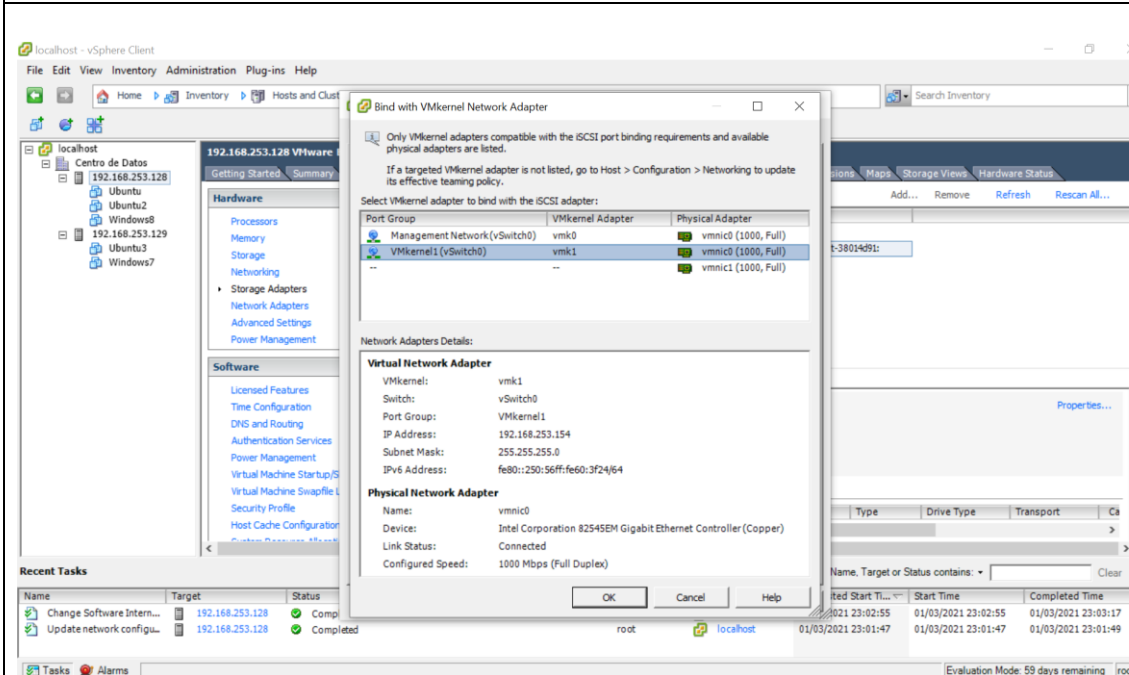 localhost - vSphere Client
File Edit View Inventory Administration Plug-ins Help
Home Inventory Hosts and Clust
Search Inventory
localhost
Centro de Datos
192.168.253.128
Ubuntu
Ubuntu2
Windows8
192.168.253.129
Ubuntu3
Windows7
192.168.253.128 VMware
Getting Started Summary
Hardware
Processors
Memory
Storage
Networking
Storage Adapters
Network Adapters
Advanced Settings
Power Management
Software
Licensed Features
Time Configuration
DNS and Routing
Authentication Services
Power Management
Virtual Machine Startup/S
Virtual Machine Swapfile L
Security Profile
Host Cache Configuration
Bind with VMkernel Network Adapter
Only VMkernel adapters compatible with the iSCSI port binding requirements and available
physical adapters are listed.
If a targeted VMkernel adapter is not listed, go to Host > Configuration > Networking to update
its effective teaming policy.
Select VMkernel adapter to bind with the iSCSI adapter:
Port Group VMkernel Adapter Physical Adapter
Management Network (vSwitch0) vmk0 vmnic0 (1000, Full)
VMkernel1 (vSwitch0) vmk1 vmnic0 (1000, Full)
-- -- vmnic1 (1000, Full)
Network Adapters Details:
Virtual Network Adapter
VMkernel: vmk1
Switch: vSwitch0
Port Group: VMkernel1
IP Address: 192.168.253.154
Subnet Mask: 255.255.255.0
IPv6 Address: fe80::250:56ff:fe60:3f24/64
Physical Network Adapter
Name: vmnic0
Device: Intel Corporation 82545EM Gigabit Ethernet Controller (Copper)
Link Status: Connected
Configured Speed: 1000 Mbps (Full Duplex)
OK Cancel Help
sions Maps Storage Views Hardware Status
Add... Remove Refresh Rescan All...
t-38014d91:
Properties...
Type Drive Type Transport Ca
Recent Tasks
Name, Target or Status contains: Clear
Name Target Status ted Start Ti... Start Time Completed Time
Change Software Intern... 192.168.253.128 Comp 2021 23:02:55 01/03/2021 23:02:55 01/03/2021 23:03:17
Update network configu... 192.168.253.128 Completed root localhost 01/03/2021 23:01:47 01/03/2021 23:01:47 01/03/2021 23:01:49
Tasks Alarms
Evaluation Mode: 59 days remaining roo